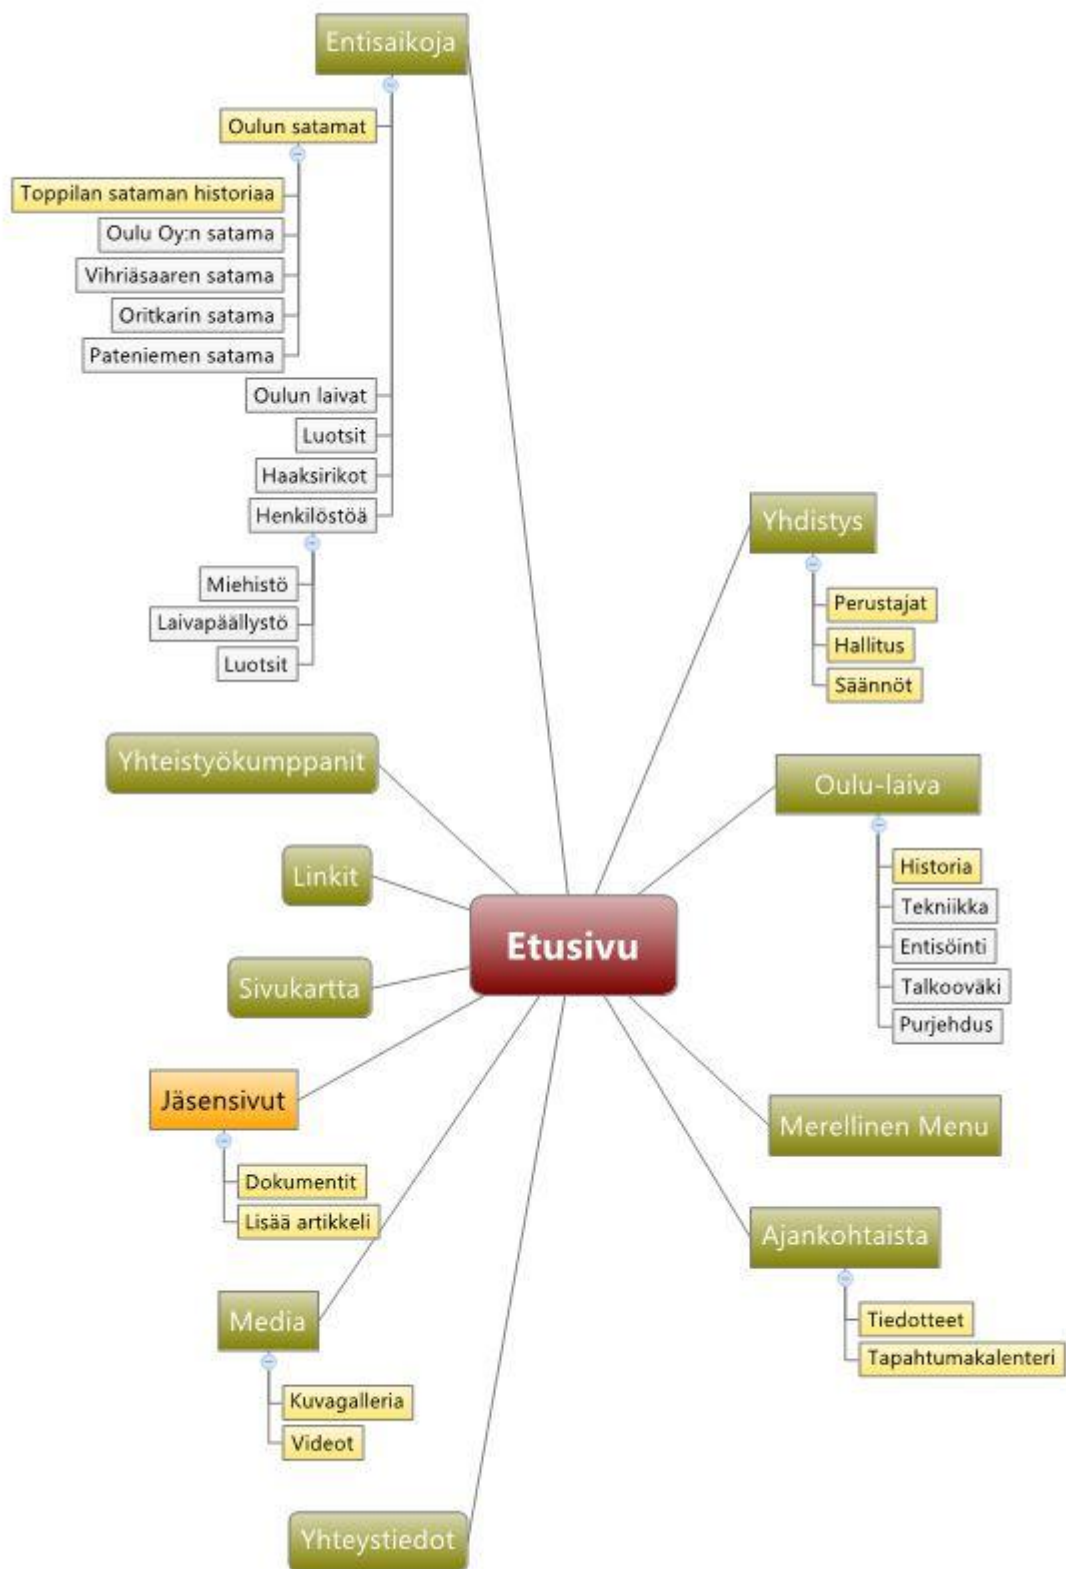 Entisaikoja
Oulun satamat
Toppilan sataman historiaa
Oulu Oy:n satama
Vihriäsaaren satama
Oritkarin satama
Pateniemen satama
Oulun laivat
Luotsit
Haaksirikot
Henkilöstöä
Miehistö
Laivapäällystö
Luotsit
Yhteistyökumppanit
Linkit
Sivukartta
Jäsensivut
Dokumentit
Lisää artikkeli
Media
Kuvagalleria
Videot
Yhteystiedot
Etusivu
Yhdistys
Perustajat
Hallitus
Säännöt
Oulu-laiva
Historia
Tekniikka
Entisöinti
Talkooväki
Purjehdus
Merellinen Menu
Ajankohtaista
Tiedotteet
Tapahtumakalenteri